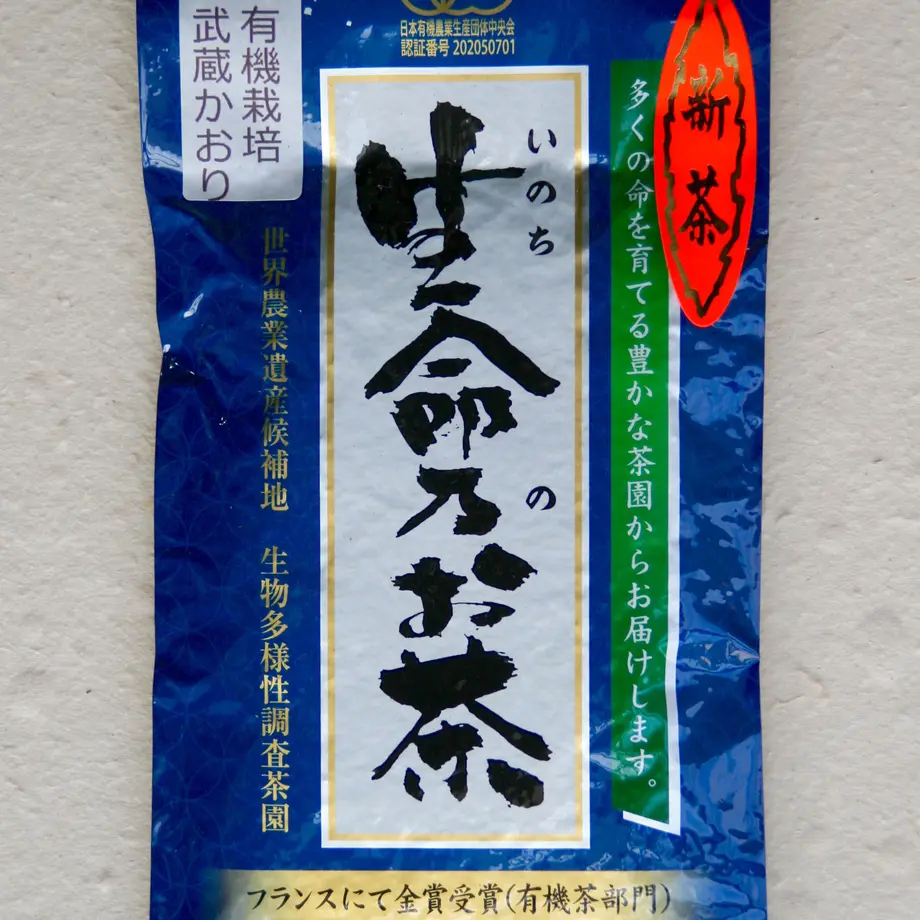 日本有機農業生産団体中央会
認証番号 202050701
新茶
多くの命を育てる豊かな茶園からお届けします。
いのちの
生命乃お茶
有機栽培
武蔵かおり
世界農業遺産候補地 生物多様性調査茶園
フランスにて金賞受賞(有機茶部門)